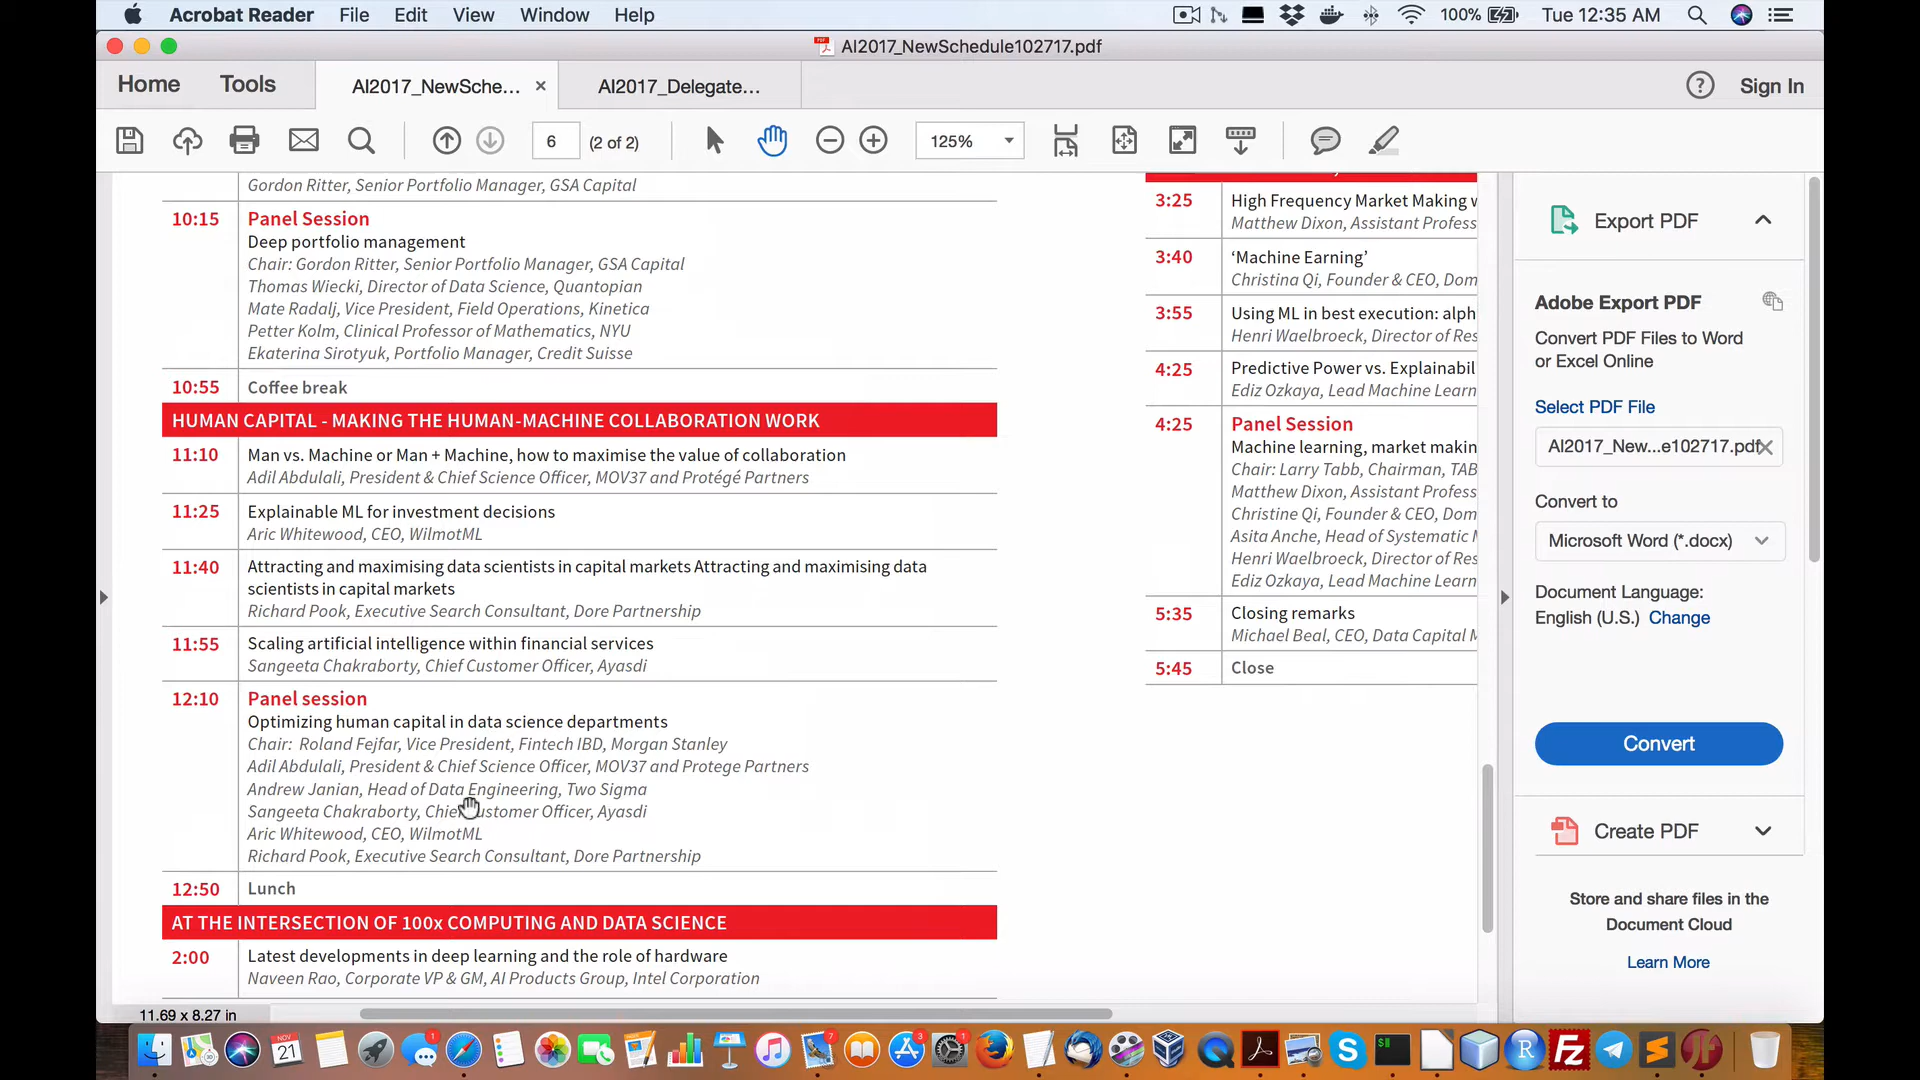 Acrobat Reader File Edit View Window Help
100% Tue 12:35 AM
AI2017_NewSchedule102717.pdf
Home Tools AI2017_NewSche... × AI2017_Delegate... Sign In
6 (2 of 2) 125%
Gordon Ritter, Senior Portfolio Manager, GSA Capital
10:15 Panel Session
Deep portfolio management
Chair: Gordon Ritter, Senior Portfolio Manager, GSA Capital
Thomas Wiecki, Director of Data Science, Quantopian
Mate Radalj, Vice President, Field Operations, Kinetica
Petter Kolm, Clinical Professor of Mathematics, NYU
Ekaterina Sirotyuk, Portfolio Manager, Credit Suisse
10:55 Coffee break
HUMAN CAPITAL - MAKING THE HUMAN-MACHINE COLLABORATION WORK
11:10 Man vs. Machine or Man + Machine, how to maximise the value of collaboration
Adil Abdulali, President & Chief Science Officer, MOV37 and Protégé Partners
11:25 Explainable ML for investment decisions
Aric Whitewood, CEO, WilmotML
11:40 Attracting and maximising data scientists in capital markets Attracting and maximising data
scientists in capital markets
Richard Pook, Executive Search Consultant, Dore Partnership
11:55 Scaling artificial intelligence within financial services
Sangeeta Chakraborty, Chief Customer Officer, Ayasdi
12:10 Panel session
Optimizing human capital in data science departments
Chair: Roland Fejfar, Vice President, Fintech IBD, Morgan Stanley
Adil Abdulali, President & Chief Science Officer, MOV37 and Protege Partners
Andrew Janian, Head of Data Engineering, Two Sigma
Sangeeta Chakraborty, Chief Customer Officer, Ayasdi
Aric Whitewood, CEO, WilmotML
Richard Pook, Executive Search Consultant, Dore Partnership
12:50 Lunch
AT THE INTERSECTION OF 100x COMPUTING AND DATA SCIENCE
2:00 Latest developments in deep learning and the role of hardware
Naveen Rao, Corporate VP & GM, AI Products Group, Intel Corporation
11.69 x 8.27 in
3:25 High Frequency Market Making
Matthew Dixon, Assistant Profess
3:40 ‘Machine Earning’
Christina Qi, Founder & CEO, Dom
3:55 Using ML in best execution: alph
Henri Waelbroeck, Director of Res
4:25 Predictive Power vs. Explainabil
Ediz Ozkaya, Lead Machine Learn
4:25 Panel Session
Machine learning, market makin
Chair: Larry Tabb, Chairman, TAB
Matthew Dixon, Assistant Profess
Christine Qi, Founder & CEO, Dom
Asita Anche, Head of Systematic
Henri Waelbroeck, Director of Res
Ediz Ozkaya, Lead Machine Learn
5:35 Closing remarks
Michael Beal, CEO, Data Capital
5:45 Close
Export PDF
Adobe Export PDF
Convert PDF Files to Word
or Excel Online
Select PDF File
AI2017_New...e102717.pdf
Convert to
Microsoft Word (*.docx)
Document Language:
English (U.S.) Change
Convert
Create PDF
Store and share files in the
Document Cloud
Learn More
NOV
21